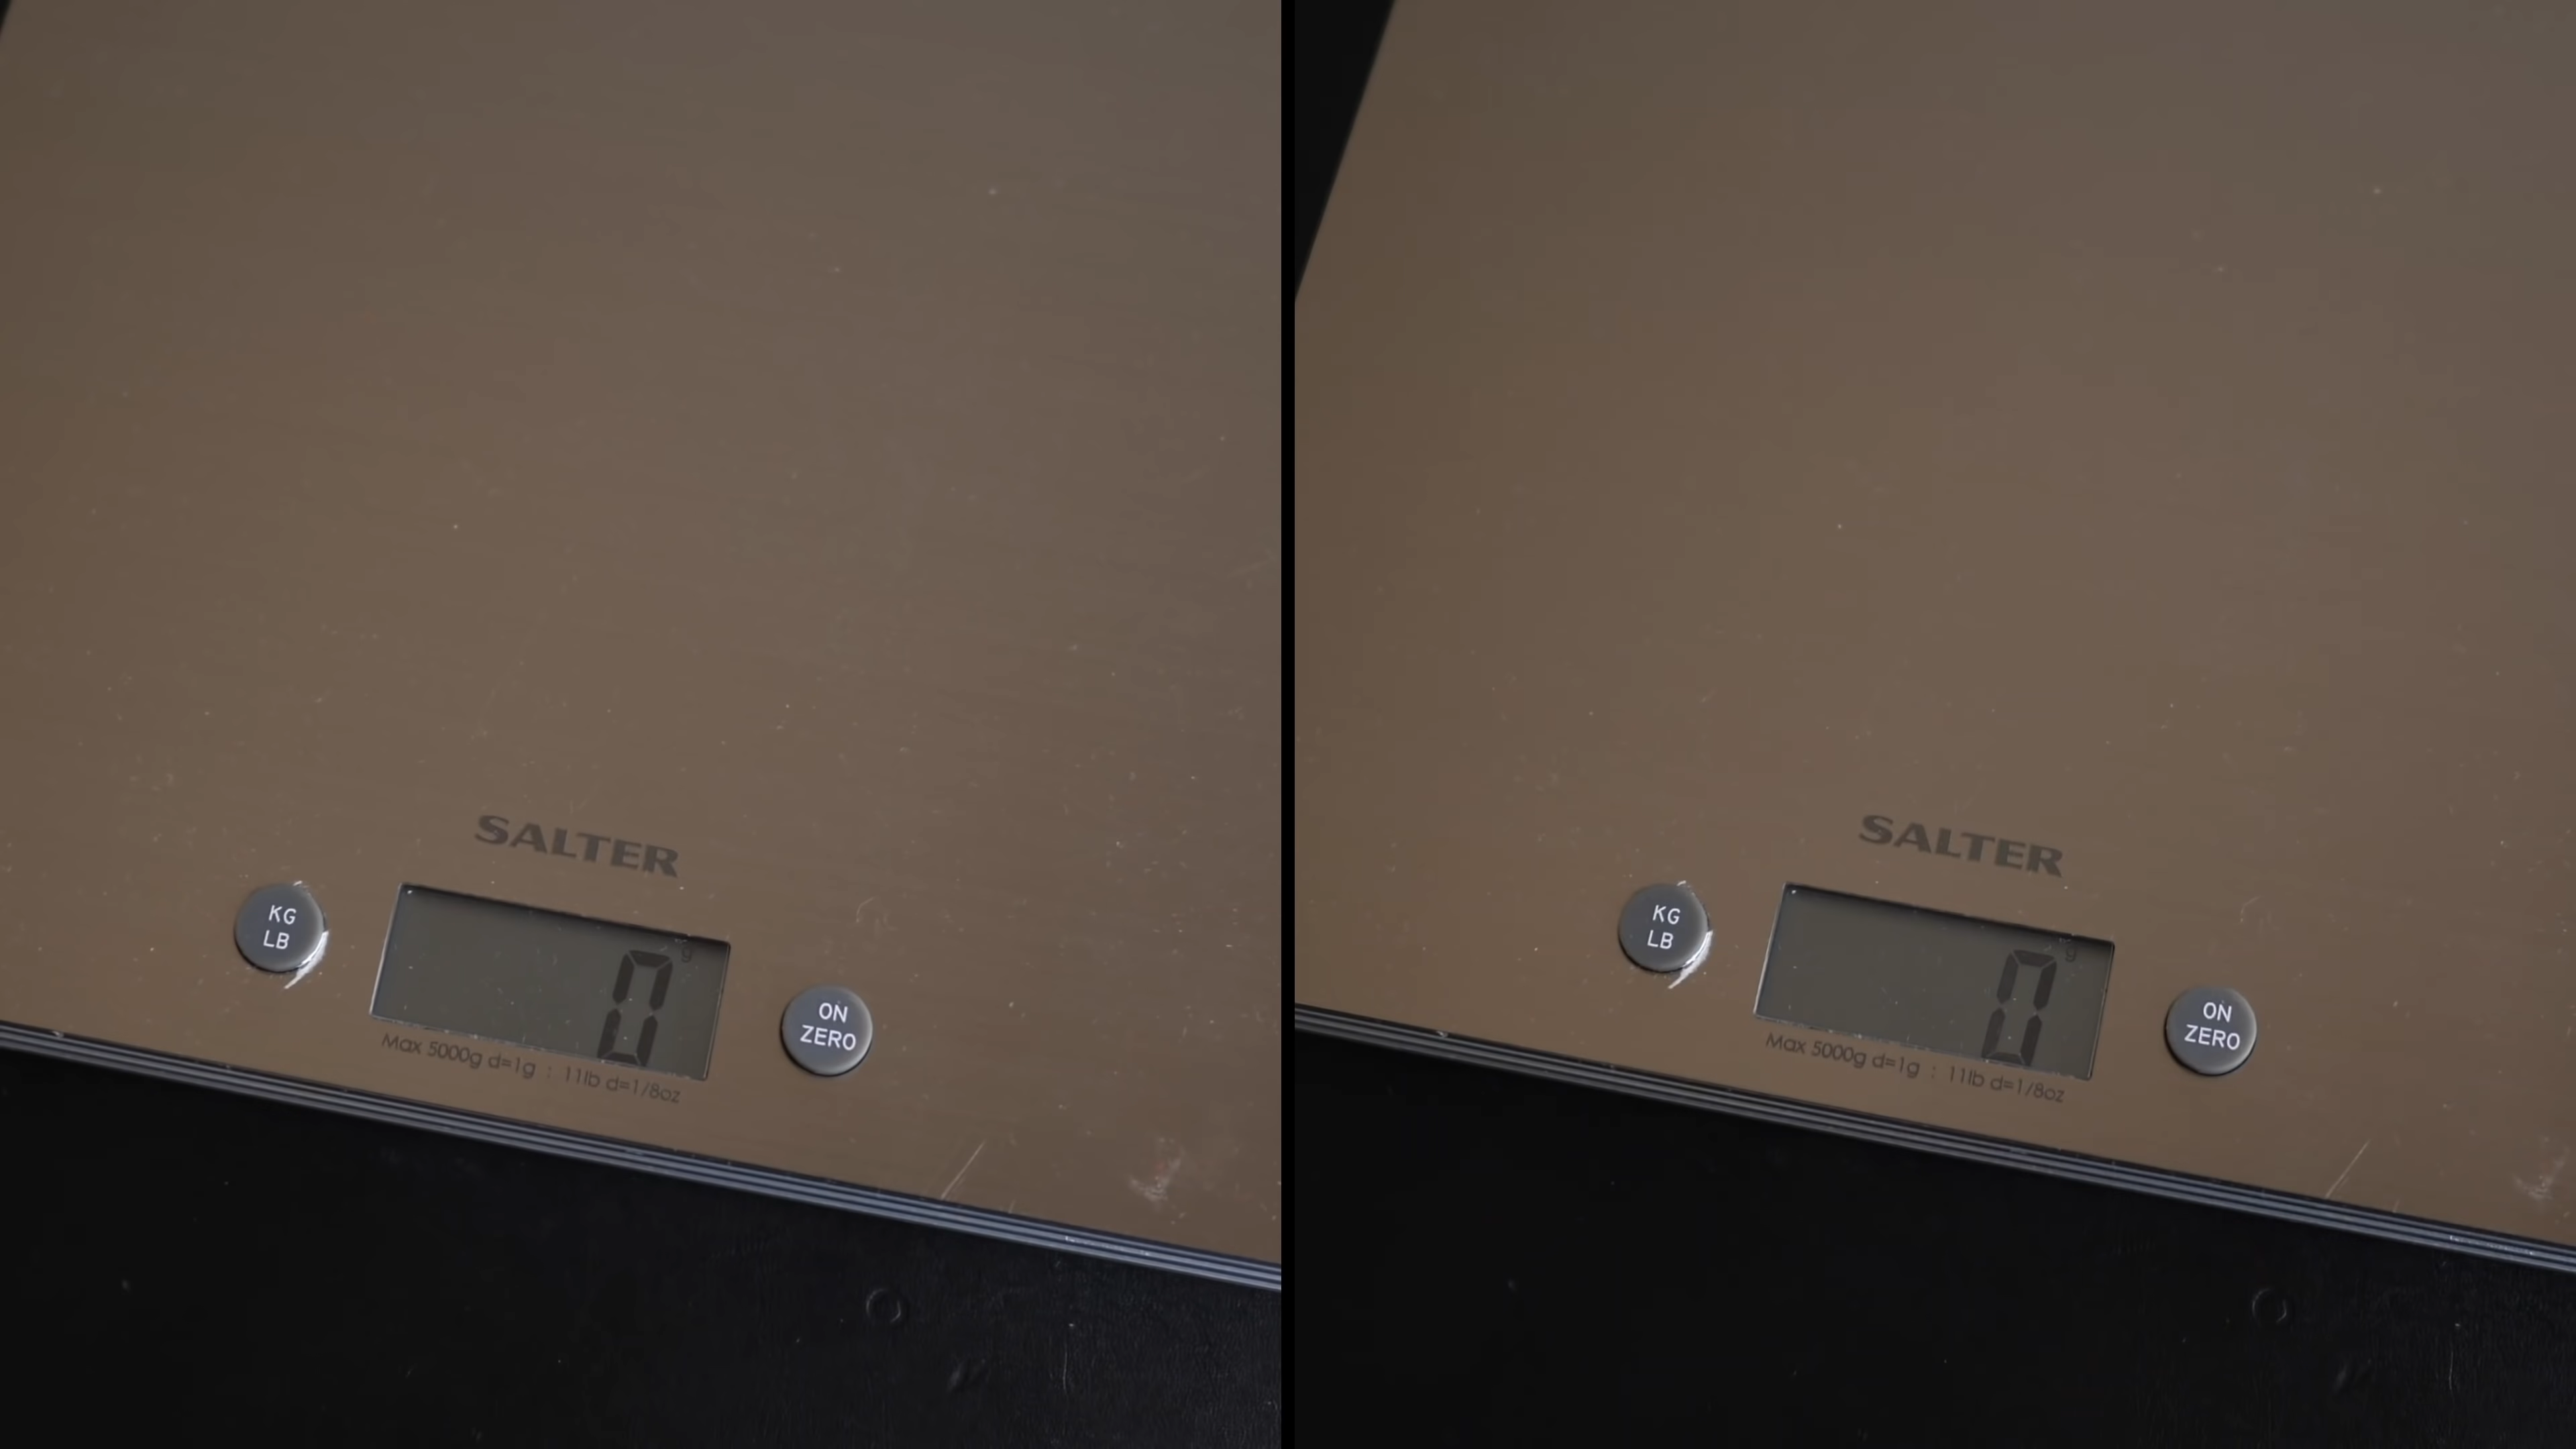 SALTER
KG
LB
0 g
ON
ZERO
Max 5000g d=1g : 11lb d=1/8oz
SALTER
KG
LB
0 g
ON
ZERO
Max 5000g d=1g : 11lb d=1/8oz